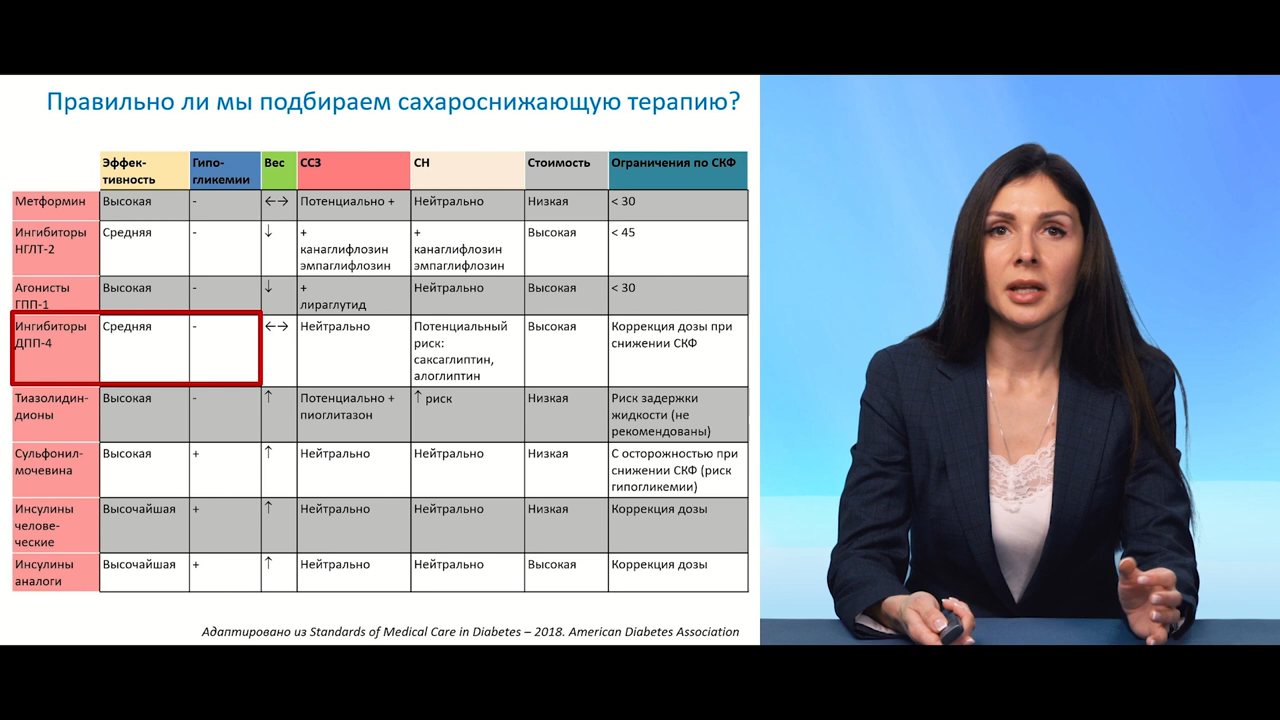 Правильно ли мы подбираем сахароснижающую терапию?
Эффек-
тивность
Гипо-
гликемии
Вес
ССЗ
СН
Стоимость
Ограничения по СКФ
Метформин
Высокая
-
←→
Потенциально +
Нейтрально
Низкая
< 30
Ингибиторы
НГЛТ-2
Средняя
-
↓
+
канаглифлозин
эмпаглифлозин
+
канаглифлозин
эмпаглифлозин
Высокая
< 45
Агонисты
ГПП-1
Высокая
-
↓
+
лираглутид
Нейтрально
Высокая
< 30
Ингибиторы
ДПП-4
Средняя
-
←→
Нейтрально
Потенциальный
риск:
саксаглиптин,
алоглиптин
Высокая
Коррекция дозы при
снижении СКФ
Тиазолидин-
дионы
Высокая
-
↑
Потенциально +
пиоглитазон
↑ риск
Низкая
Риск задержки
жидкости (не
рекомендованы)
Сульфонил-
мочевина
Высокая
+
↑
Нейтрально
Нейтрально
Низкая
С осторожностью при
снижении СКФ (риск
гипогликемии)
Инсулины
челове-
ческие
Высочайшая
+
↑
Нейтрально
Нейтрально
Низкая
Коррекция дозы
Инсулины
аналоги
Высочайшая
+
↑
Нейтрально
Нейтрально
Высокая
Коррекция дозы
Адаптировано из Standards of Medical Care in Diabetes – 2018. American Diabetes Association